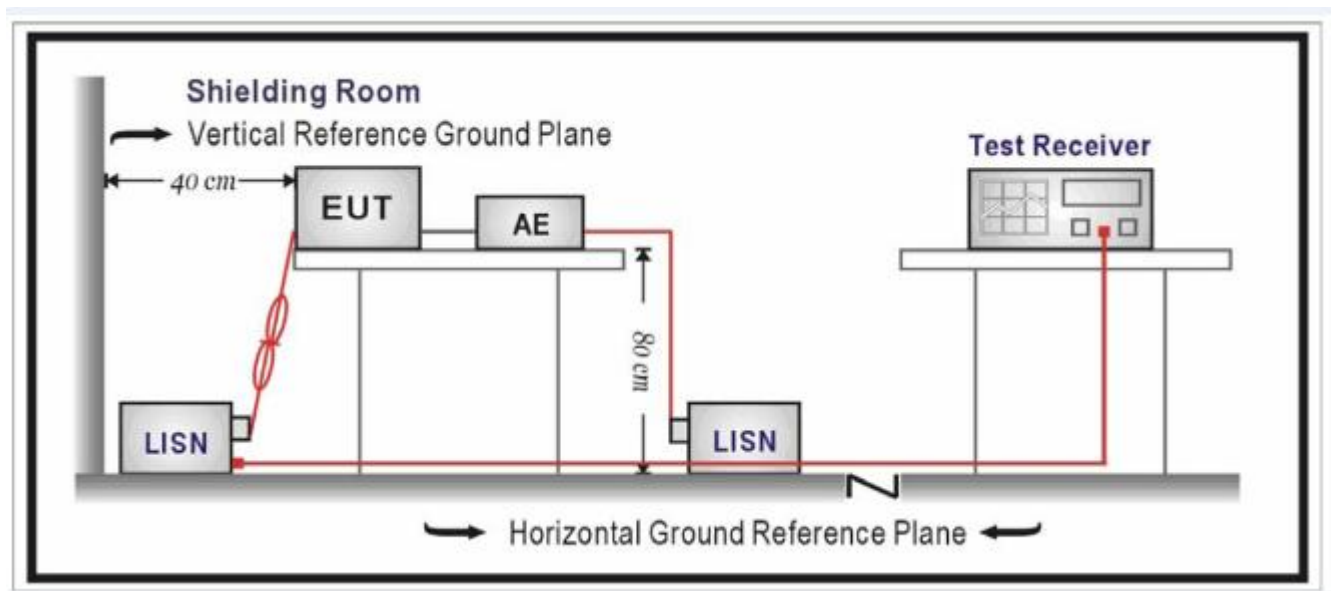 Shielding Room
Vertical Reference Ground Plane
Test Receiver
40 cm
EUT
AE
80 cm
LISN
LISN
Horizontal Ground Reference Plane